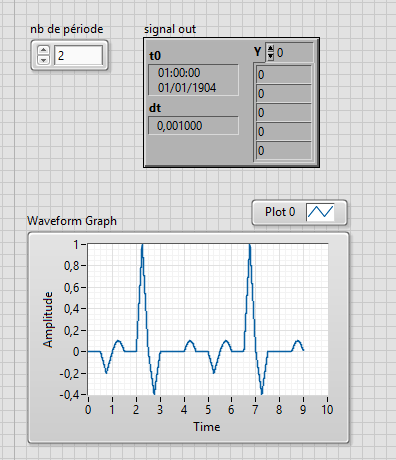 nb de période
2
signal out
t0
01:00:00
01/01/1904
dt
0,001000
Y
0
0
0
0
0
0
Plot 0
Waveform Graph
Amplitude
1
0,8
0,6
0,4
0,2
0
-0,2
-0,4
0 1 2 3 4 5 6 7 8 9 10
Time